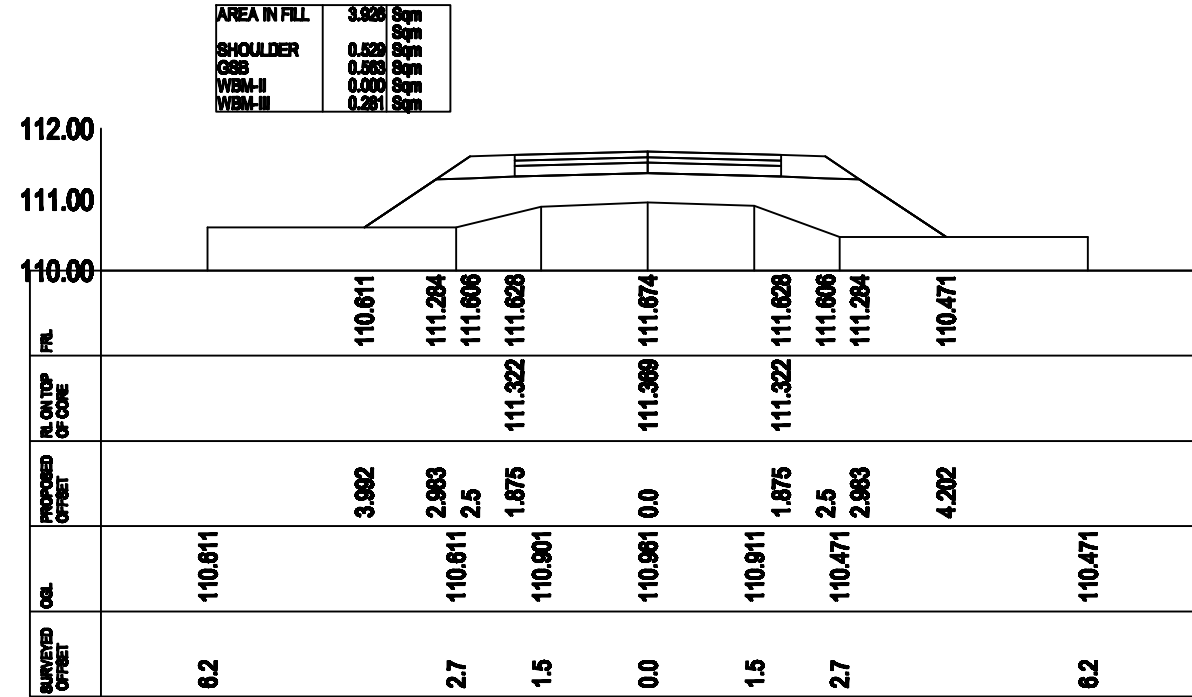 AREA IN FILL 3.926 Sqm
Sqm
SHOULDER 0.529 Sqm
GSB 0.563 Sqm
WBM-II 0.000 Sqm
WBM-III 0.281 Sqm
112.00
111.00
110.00
FRL 110.611 111.284 111.606 111.628 111.674 111.628 111.606 111.284 110.471
RL ON TOP
OF CORE 111.322 111.369 111.322
PROPOSED
OFFSET 3.992 2.983 2.5 1.875 0.0 1.875 2.5 2.983 4.202
OGL 110.611 110.611 110.901 110.961 110.911 110.471 110.471
SURVEYED
OFFSET 6.2 2.7 1.5 0.0 1.5 2.7 6.2